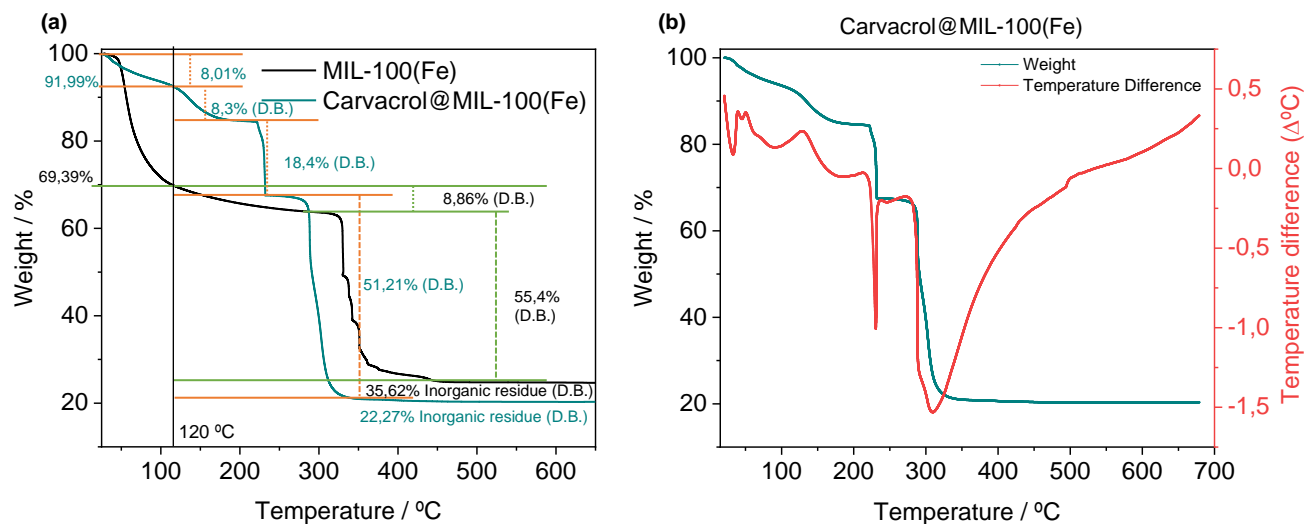 (a)
MIL-100(Fe)
Carvacrol@MIL-100(Fe)
100
91,99%
80
69,39%
60
40
20
Weight / %
8,01%
8,3% (D.B.)
18,4% (D.B.)
8,86% (D.B.)
51,21% (D.B.)
55,4%
(D.B.)
35,62% Inorganic residue (D.B.)
22,27% Inorganic residue (D.B.)
120 ºC
100
200
300
400
500
600
Temperature / ºC
(b)
Carvacrol@MIL-100(Fe)
Weight
Temperature Difference
100
80
60
40
20
Weight / %
0,5
0,0
-0,5
-1,0
-1,5
Temperature difference (Δ⁰C)
100
200
300
400
500
600
700
Temperature / ºC